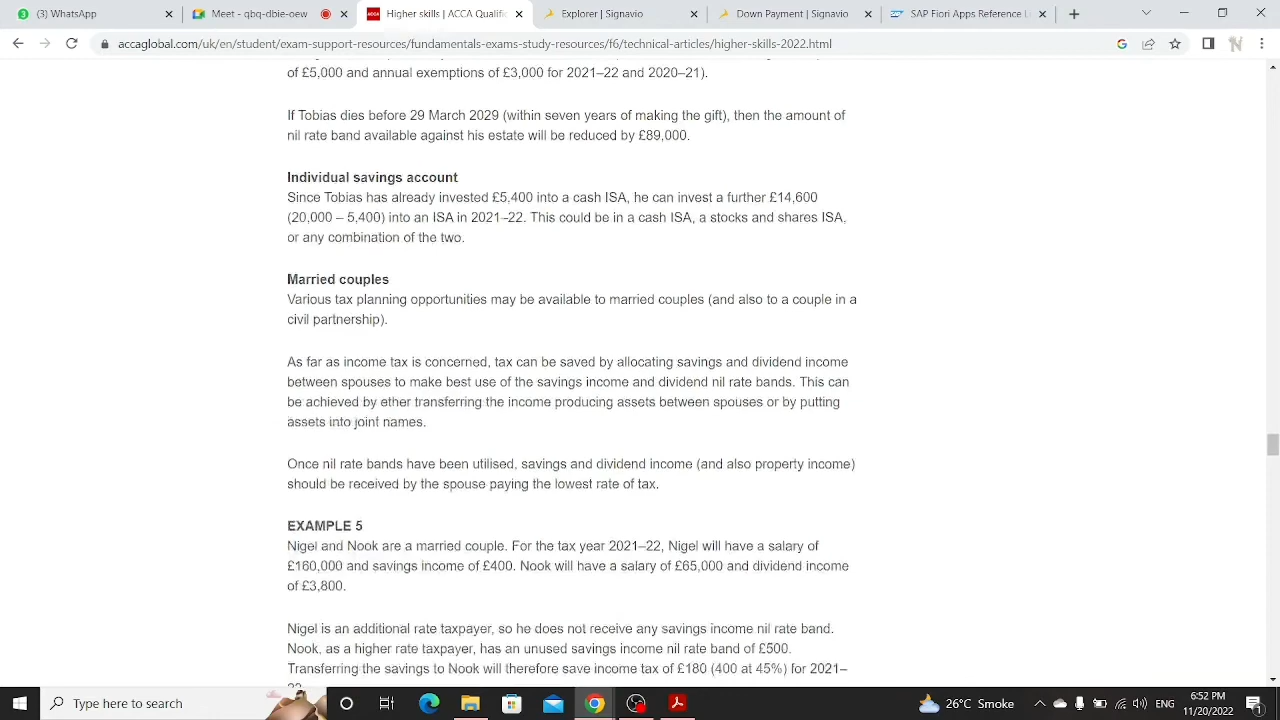 (3) WhatsApp
Meet - qbq-dbie-oew
Higher skills | ACCA Qualific
Explorer | Signavio
Down Payment | Signavio
SAP Fiori Apps Reference Li
accaglobal.com/uk/en/student/exam-support-resources/fundamentals-exams-study-resources/f6/technical-articles/higher-skills-2022.html
of £5,000 and annual exemptions of £3,000 for 2021–22 and 2020–21).
If Tobias dies before 29 March 2029 (within seven years of making the gift), then the amount of
nil rate band available against his estate will be reduced by £89,000.
Individual savings account
Since Tobias has already invested £5,400 into a cash ISA, he can invest a further £14,600
(20,000 – 5,400) into an ISA in 2021–22. This could be in a cash ISA, a stocks and shares ISA,
or any combination of the two.
Married couples
Various tax planning opportunities may be available to married couples (and also to a couple in a
civil partnership).
As far as income tax is concerned, tax can be saved by allocating savings and dividend income
between spouses to make best use of the savings income and dividend nil rate bands. This can
be achieved by ether transferring the income producing assets between spouses or by putting
assets into joint names.
Once nil rate bands have been utilised, savings and dividend income (and also property income)
should be received by the spouse paying the lowest rate of tax.
EXAMPLE 5
Nigel and Nook are a married couple. For the tax year 2021–22, Nigel will have a salary of
£160,000 and savings income of £400. Nook will have a salary of £65,000 and dividend income
of £3,800.
Nigel is an additional rate taxpayer, so he does not receive any savings income nil rate band.
Nook, as a higher rate taxpayer, has an unused savings income nil rate band of £500.
Transferring the savings to Nook will therefore save income tax of £180 (400 at 45%) for 2021–
Type here to search
26°C Smoke
6:52 PM
11/20/2022